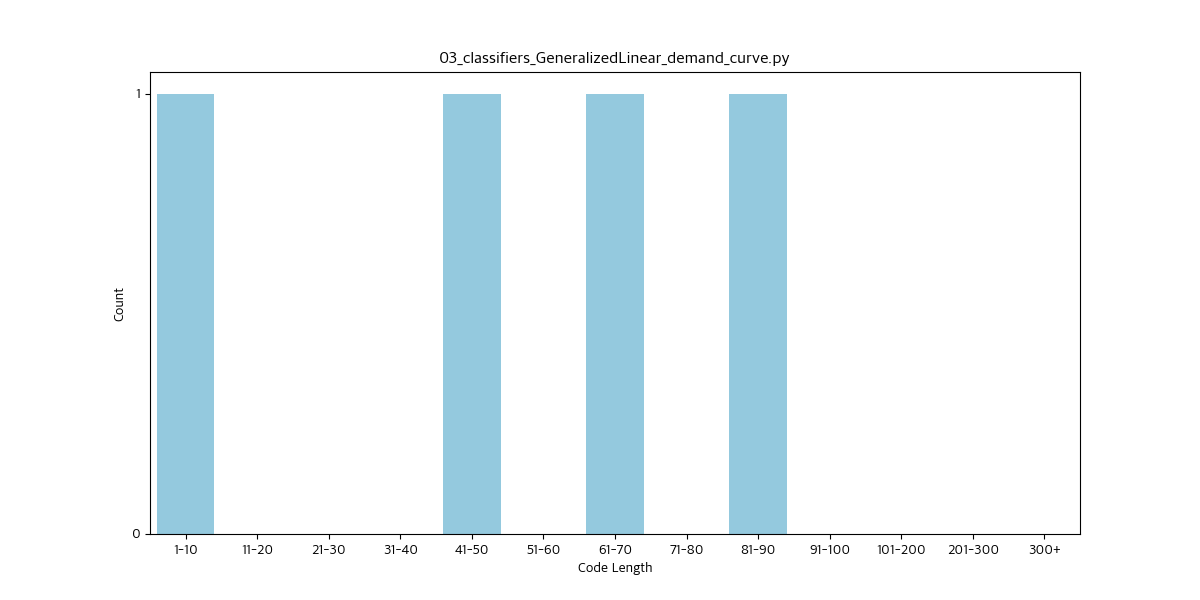 03_classifiers_GeneralizedLinear_demand_curve.py
1
Count
0
1-10 11-20 21-30 31-40 41-50 51-60 61-70 71-80 81-90 91-100 101-200 201-300 300+
Code Length